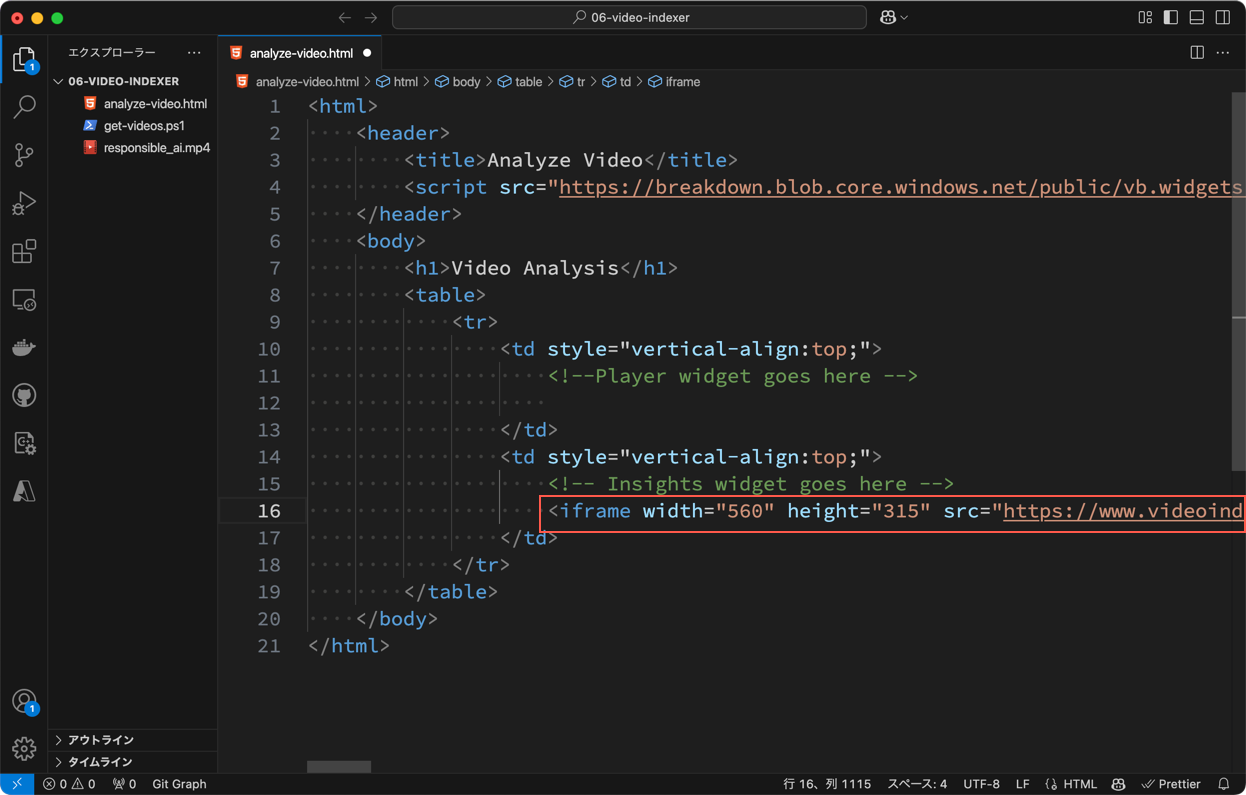 06-video-indexer
エクスプローラー
1
06-VIDEO-INDEXER
analyze-video.html
get-videos.ps1
responsible_ai.mp4
analyze-video.html
analyze-video.html > html > body > table > tr > td > iframe
1 <html>
2 <header>
3 <title>Analyze Video</title>
4 <script src="https://breakdown.blob.core.windows.net/public/vb.widgets
5 </header>
6 <body>
7 <h1>Video Analysis</h1>
8 <table>
9 <tr>
10 <td style="vertical-align:top;">
11 <!--Player widget goes here -->
12
13 </td>
14 <td style="vertical-align:top;">
15 <!-- Insights widget goes here -->
16 <iframe width="560" height="315" src="https://www.videoind
17 </td>
18 </tr>
19 </table>
20 </body>
21 </html>
1
アウトライン
タイムライン
0 0 0 Git Graph 行 16、列 1115 スペース: 4 UTF-8 LF HTML Prettier